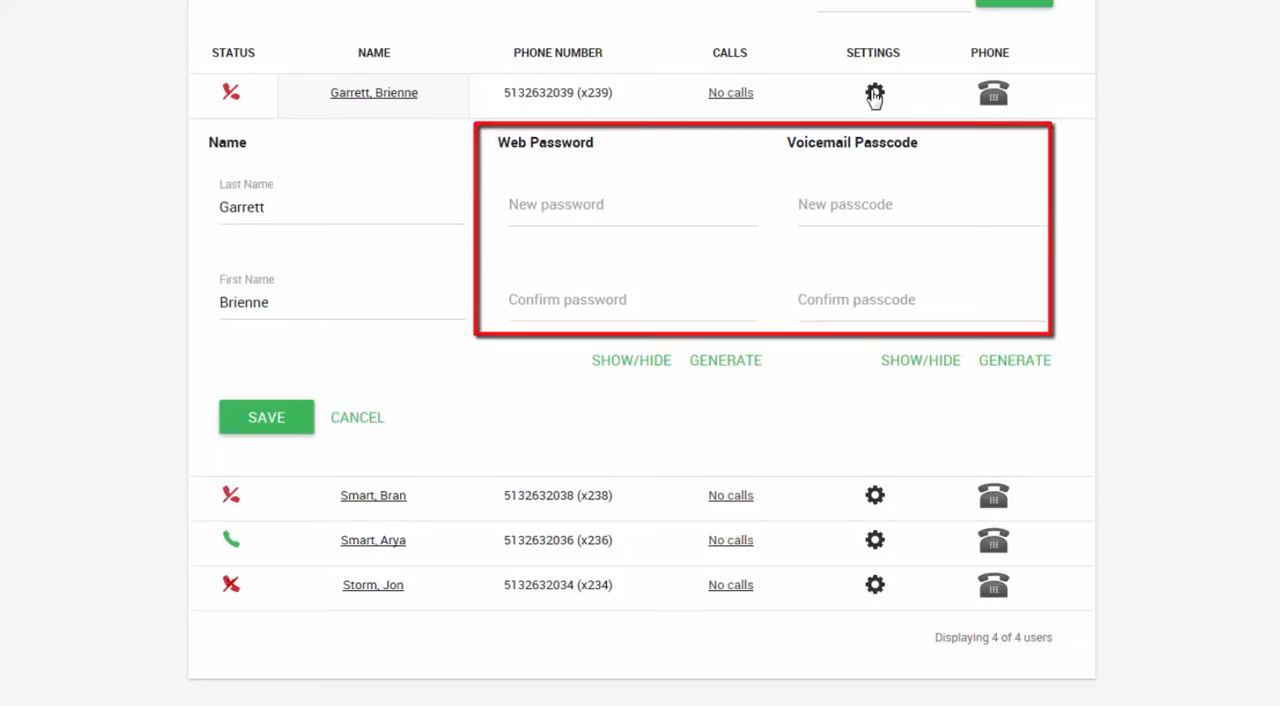 STATUS NAME PHONE NUMBER CALLS SETTINGS PHONE
Garrett, Brienne 5132632039 (x239) No calls
Name Web Password Voicemail Passcode
Last Name
Garrett
New password New passcode
First Name
Brienne
Confirm password Confirm passcode
SHOW/HIDE GENERATE SHOW/HIDE GENERATE
SAVE CANCEL
Smart, Bran 5132632038 (x238) No calls
Smart, Arya 5132632036 (x236) No calls
Storm, Jon 5132632034 (x234) No calls
Displaying 4 of 4 users